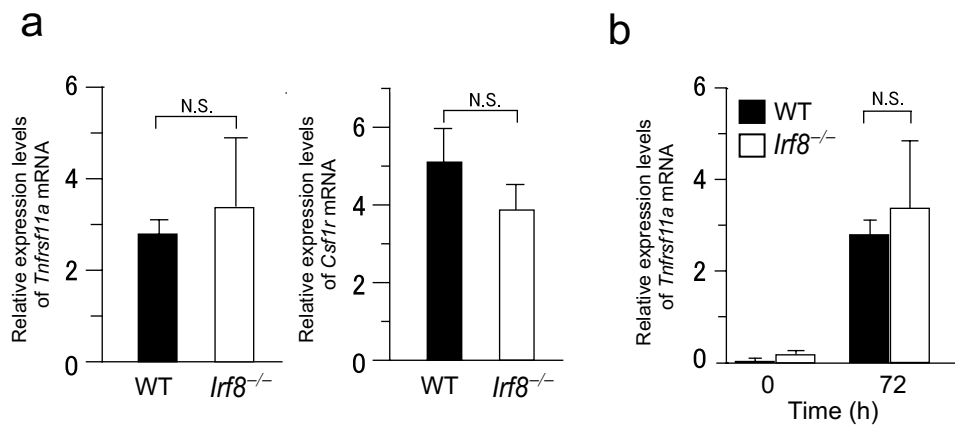 a
Relative expression levels
of Tnfrsf11a mRNA
6
4
2
0
N.S.
WT
Irf8–/–
Relative expression levels
of Csf1r mRNA
6
4
2
0
N.S.
WT
Irf8–/–
b
Relative expression levels
of Tnfrsf11a mRNA
6
4
2
0
WT
Irf8–/–
N.S.
0
72
Time (h)